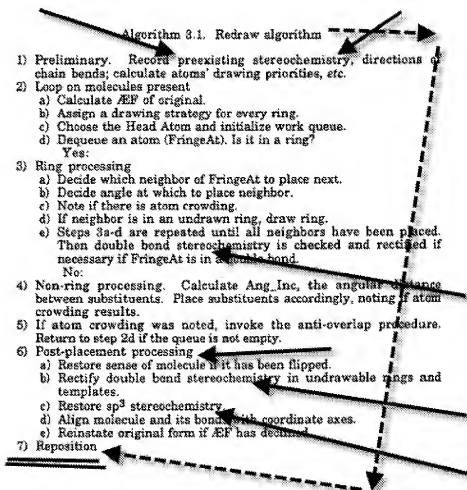 Algorithm 3.1. Redraw algorithm
1) Preliminary. Record preexisting stereochemistry, directions of
chain bends; calculate atoms' drawing priorities, etc.
2) Loop on molecules present
a) Calculate ÆF of original.
b) Assign a drawing strategy for every ring.
c) Choose the Head Atom and initialize work queue.
d) Dequeue an atom (FringeAt). Is it in a ring?
Yes:
3) Ring processing
a) Decide which neighbor of FringeAt to place next.
b) Decide angle at which to place neighbor.
c) Note if there is atom crowding.
d) If neighbor is in an undrawn ring, draw ring.
e) Steps 3a-d are repeated until all neighbors have been placed.
Then double bond stereochemistry is checked and rectified if
necessary if FringeAt is in a double bond.
No:
4) Non-ring processing. Calculate Ang_Inc, the angular distance
between substituents. Place substituents accordingly, noting if atom
crowding results.
5) If atom crowding was noted, invoke the anti-overlap procedure.
Return to step 2d if the queue is not empty.
6) Post-placement processing
a) Restore sense of molecule if it has been flipped.
b) Rectify double bond stereochemistry in undrawable rings and
templates.
c) Restore sp³ stereochemistry
d) Align molecule and its bonds with coordinate axes.
e) Reinstate original form if ÆF has declined.
7) Reposition